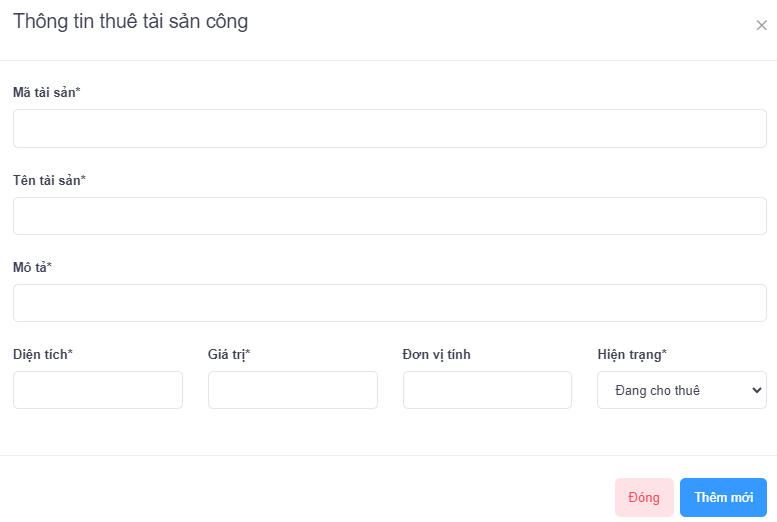 Thông tin thuê tài sản công
Mã tài sản*
Tên tài sản*
Mô tả*
Diện tích* Giá trị* Đơn vị tính Hiện trạng*
Đang cho thuê
Đóng Thêm mới